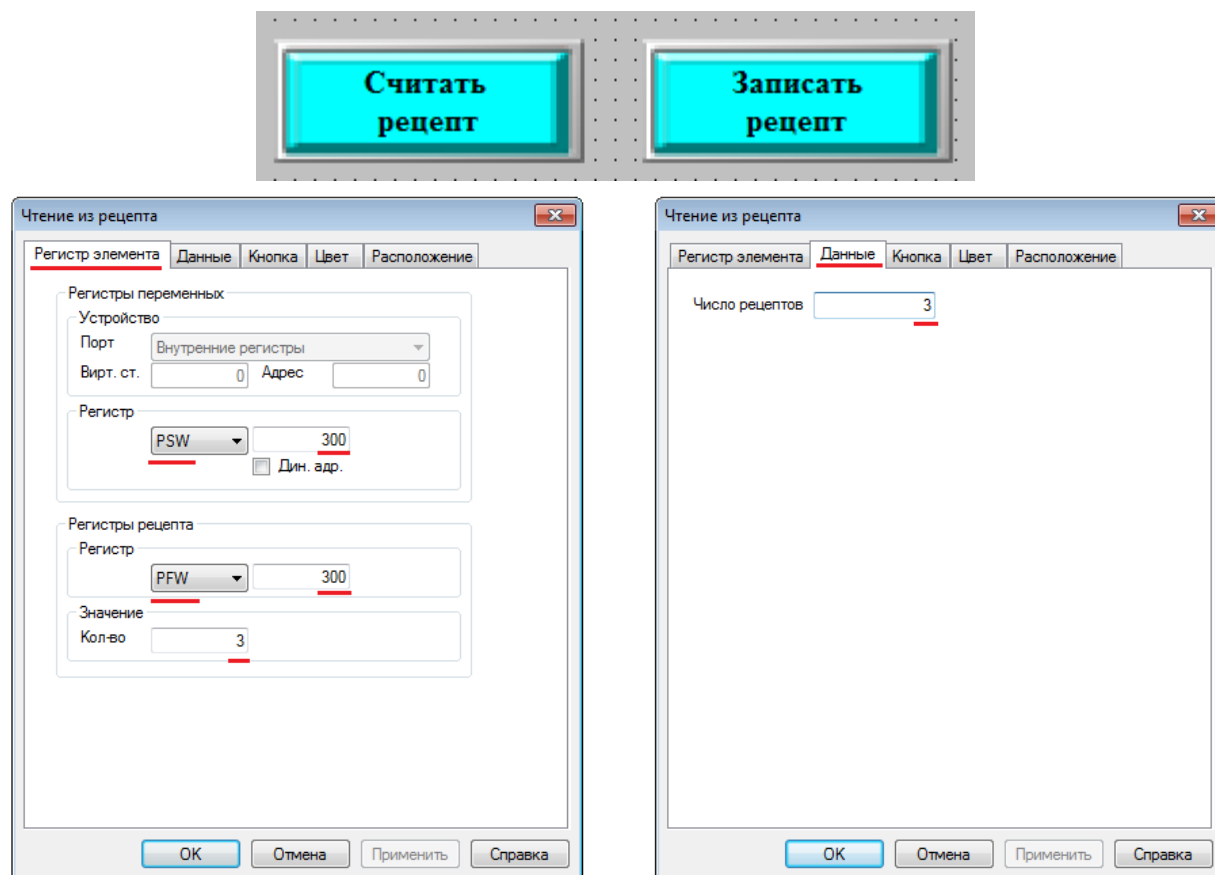 Считать
рецепт
Записать
рецепт
Чтение из рецепта
Регистр элемента Данные Кнопка Цвет Расположение
Регистры переменных
Устройство
Порт Внутренние регистры
Вирт. ст. 0 Адрес 0
Регистр
PSW 300
Дин. адр.
Регистры рецепта
Регистр
PFW 300
Значение
Кол-во 3
OK Отмена Применить Справка
Чтение из рецепта
Регистр элемента Данные Кнопка Цвет Расположение
Число рецептов 3
OK Отмена Применить Справка